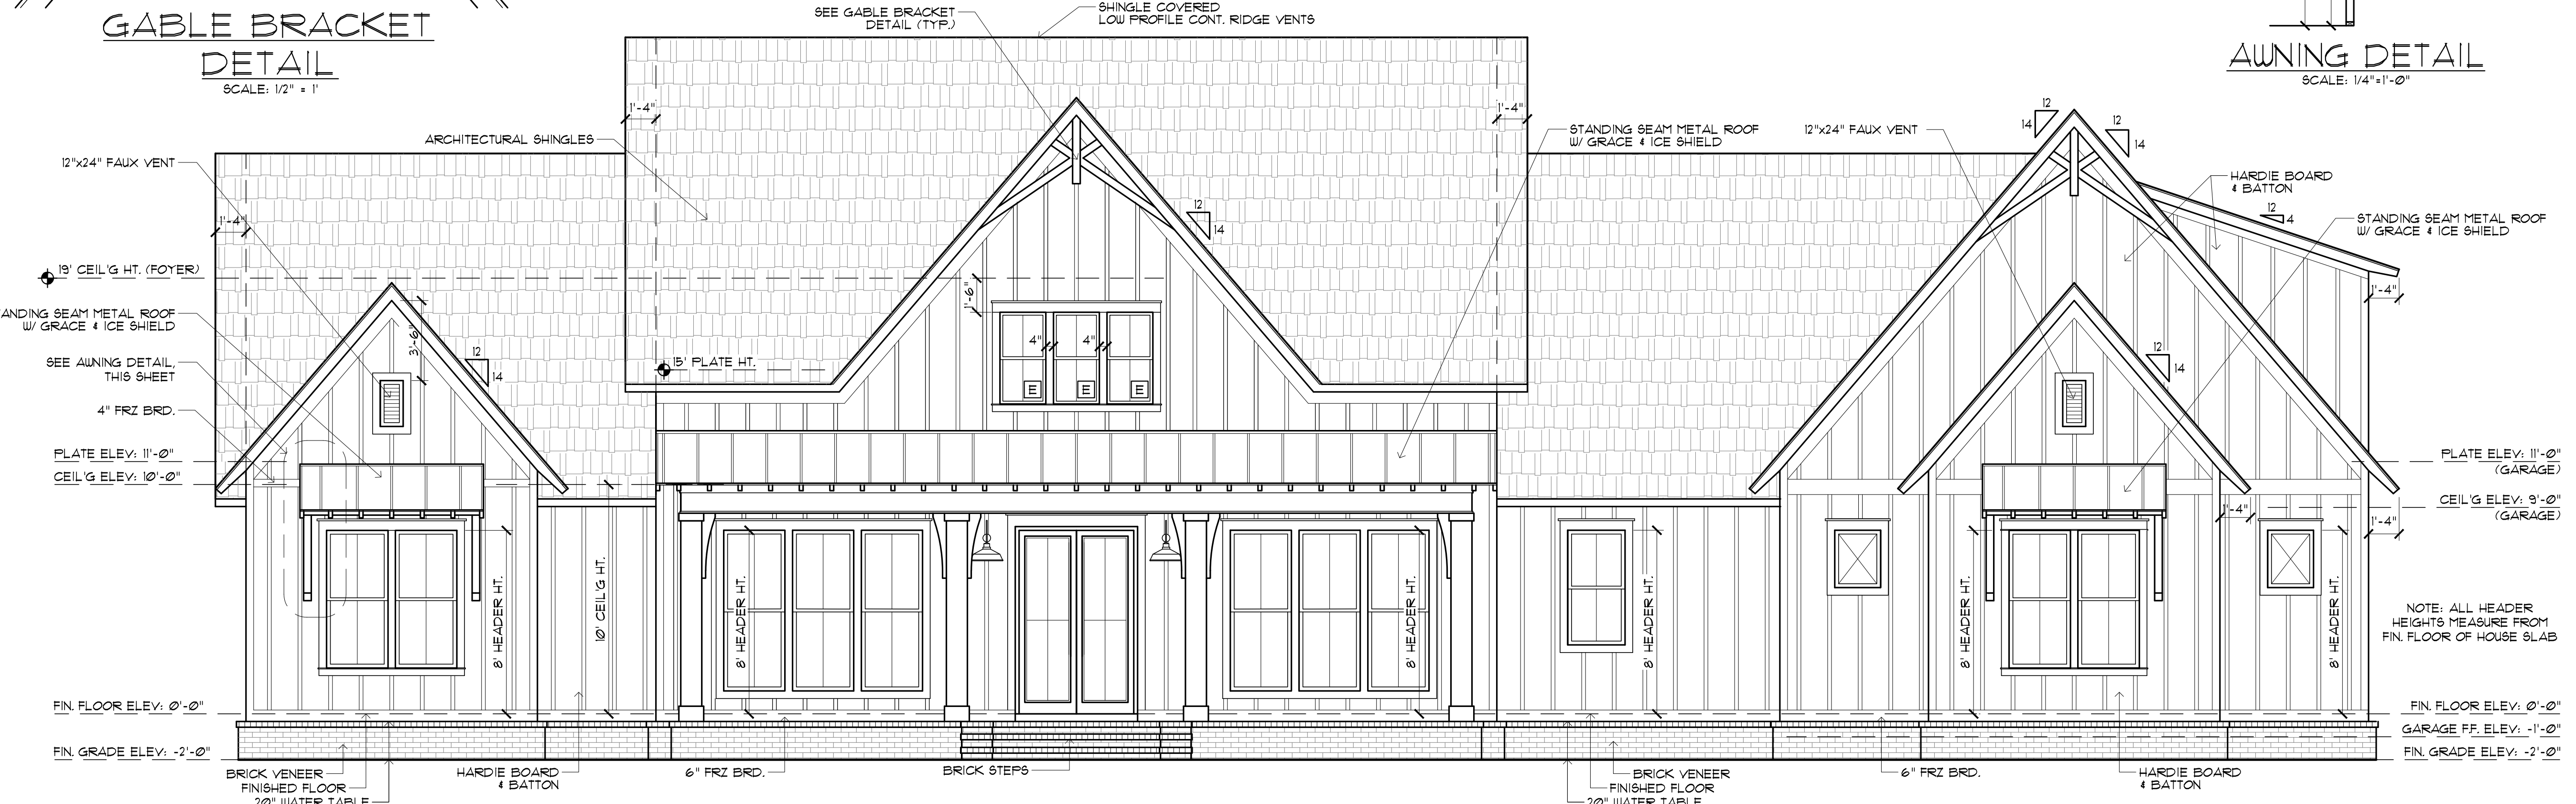 GABLE BRACKET
DETAIL
SCALE: 1/2" = 1'
SEE GABLE BRACKET
DETAIL (TYP.)
SHINGLE COVERED
LOW PROFILE CONT. RIDGE VENTS
AWNING DETAIL
SCALE: 1/4"=1'-0"
1'-4"
1'-4"
ARCHITECTURAL SHINGLES
STANDING SEAM METAL ROOF
W/ GRACE & ICE SHIELD
12"x24" FAUX VENT
12
14
12
14
12"x24" FAUX VENT
HARDIE BOARD
& BATTON
1'-4"
12
14
12
4
STANDING SEAM METAL ROOF
W/ GRACE & ICE SHIELD
19' CEIL'G HT. (FOYER)
1'-6"
1'-4"
STANDING SEAM METAL ROOF
W/ GRACE & ICE SHIELD
3'-6"
12
14
4"
4"
SEE AWNING DETAIL,
THIS SHEET
15' PLATE HT.
12
14
E
E
E
4" FRZ BRD.
PLATE ELEV: 11'-0"
CEIL'G ELEV: 10'-0"
PLATE ELEV: 11'-0"
(GARAGE)
CEIL'G ELEV: 9'-0"
(GARAGE)
1'-4"
1'-4"
8' HEADER HT.
10' CEIL'G HT.
8' HEADER HT.
8' HEADER HT.
8' HEADER HT.
8' HEADER HT.
8' HEADER HT.
NOTE: ALL HEADER
HEIGHTS MEASURE FROM
FIN. FLOOR OF HOUSE SLAB
FIN. FLOOR ELEV: 0'-0"
FIN. GRADE ELEV: -2'-0"
FIN. FLOOR ELEV: 0'-0"
GARAGE F.F. ELEV: -1'-0"
FIN. GRADE ELEV: -2'-0"
BRICK VENEER
FINISHED FLOOR
20" WATER TABLE
HARDIE BOARD
& BATTON
6" FRZ BRD.
BRICK STEPS
BRICK VENEER
FINISHED FLOOR
20" WATER TABLE
6" FRZ BRD.
HARDIE BOARD
& BATTON